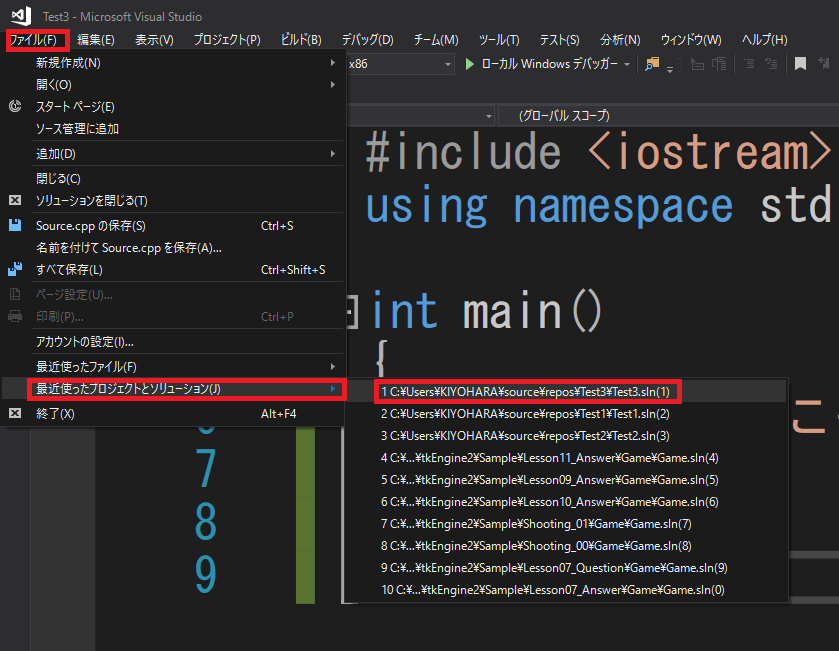 Test3 - Microsoft Visual Studio
ファイル(F) 編集(E) 表示(V) プロジェクト(P) ビルド(B) デバッグ(D) チーム(M) ツール(T) テスト(S) 分析(N) ウィンドウ(W) ヘルプ(H)
x86 ローカル Windows デバッガー
(グローバル スコープ)
新規作成(N)
開く(O)
スタート ページ(E)
ソース管理に追加
追加(D)
閉じる(C)
ソリューションを閉じる(T)
Source.cpp の保存(S) Ctrl+S
名前を付けて Source.cpp を保存(A)...
すべて保存(L) Ctrl+Shift+S
ページ設定(U)...
印刷(P)... Ctrl+P
アカウントの設定(I)...
最近使ったファイル(F)
最近使ったプロジェクトとソリューション(J)
終了(X) Alt+F4
#include <iostream>
using namespace std
int main()
{
1 C:¥Users¥KIYOHARA¥source¥repos¥Test3¥Test3.sln(1)
2 C:¥Users¥KIYOHARA¥source¥repos¥Test1¥Test1.sln(2)
3 C:¥Users¥KIYOHARA¥source¥repos¥Test2¥Test2.sln(3)
4 C:¥...¥tkEngine2¥Sample¥Lesson11_Answer¥Game¥Game.sln(4)
5 C:¥...¥tkEngine2¥Sample¥Lesson09_Answer¥Game¥Game.sln(5)
6 C:¥...¥tkEngine2¥Sample¥Lesson10_Answer¥Game¥Game.sln(6)
7 C:¥...¥tkEngine2¥Sample¥Shooting_01¥Game¥Game.sln(7)
8 C:¥...¥tkEngine2¥Sample¥Shooting_00¥Game¥Game.sln(8)
9 C:¥...¥tkEngine2¥Sample¥Lesson07_Question¥Game¥Game.sln(9)
10 C:¥...¥tkEngine2¥Sample¥Lesson07_Answer¥Game¥Game.sln(0)
こ
7
8
9